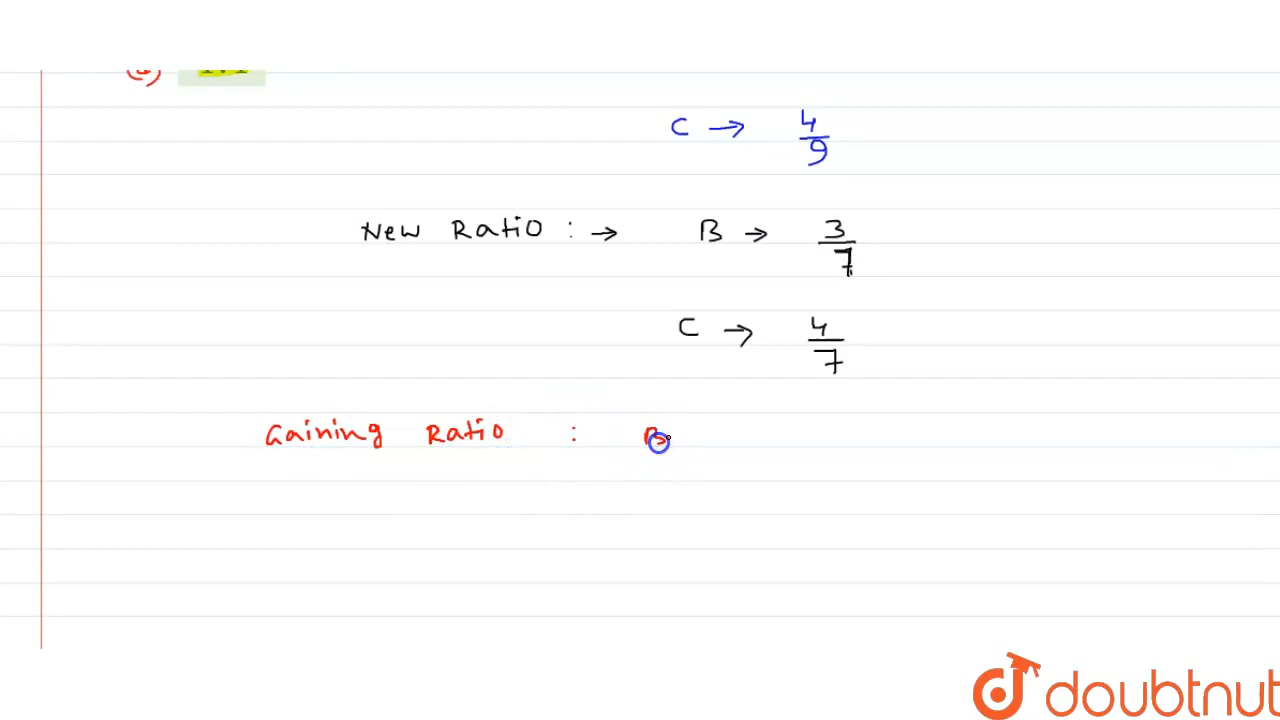 C → 4/9
New Ratio : → B → 3/7
C → 4/7
Gaining Ratio : B
doubtnut